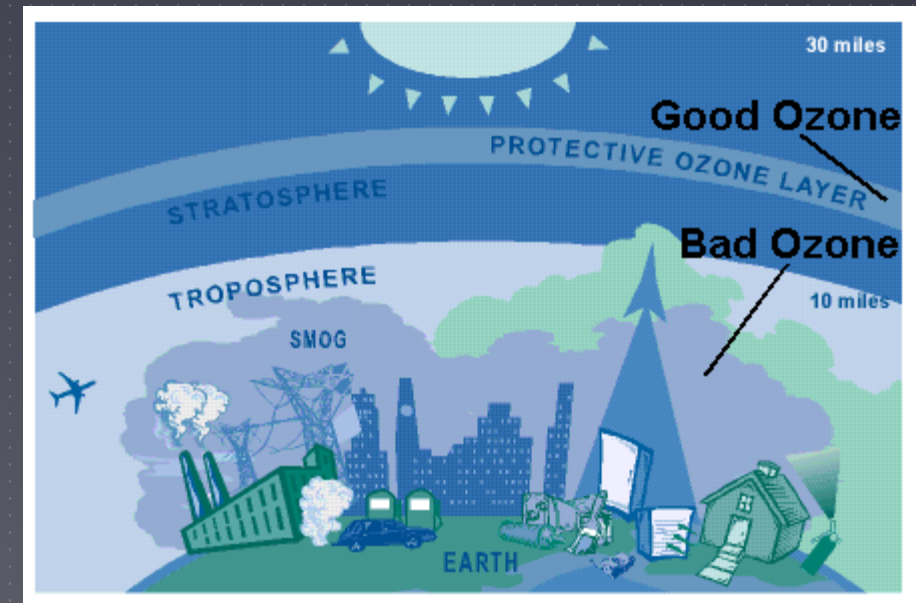 30 miles
Good Ozone
PROTECTIVE OZONE LAYER
STRATOSPHERE
Bad Ozone
TROPOSPHERE
10 miles
SMOG
EARTH